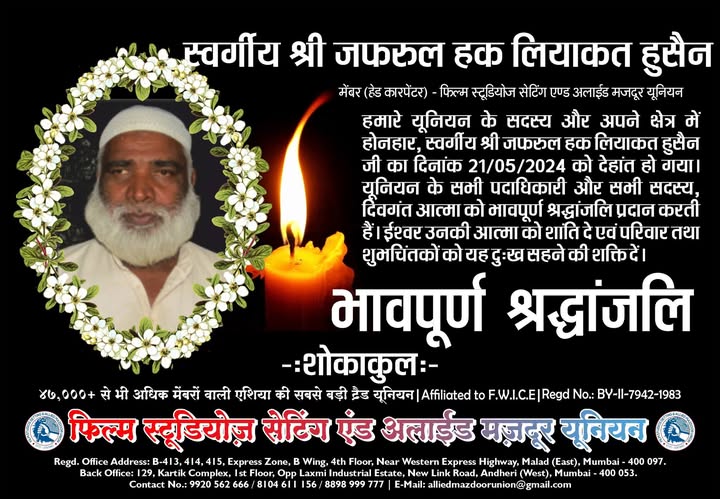 स्वर्गीय श्री जफरुल हक लियाकत हुसैन
मेंबर (हेड कारपेंटर) - फिल्म स्टूडियोज सेटिंग एण्ड अलाईड मजदूर यूनियन
हमारे यूनियन के सदस्य और अपने क्षेत्र में
होनहार, स्वर्गीय श्री जफरुल हक लियाकत हुसैन
जी का दिनांक 21/05/2024 को देहांत हो गया।
यूनियन के सभी पदाधिकारी और सभी सदस्य,
दिवगंत आत्मा को भावपूर्ण श्रद्धांजलि प्रदान करती
हैं। ईश्वर उनकी आत्मा को शांति दे एवं परिवार तथा
शुभचिंतकों को यह दुःख सहने की शक्ति दें।
भावपूर्ण श्रद्धांजलि
-:शोकाकुल:-
४७,०००+ से भी अधिक मेंबरों वाली एशिया की सबसे बड़ी ट्रैड यूनियन|Affiliated to F.W.I.C.E|Regd No.: BY-II-7942-1983
फिल्म स्टूडियोज़ सेटिंग एंड अलाईड मज़दूर यूनियन
Regd. Office Address: B-413, 414, 415, Express Zone, B Wing, 4th Floor, Near Western Express Highway, Malad (East), Mumbai - 400 097.
Back Office: 129, Kartik Complex, 1st Floor, Opp Laxmi Industrial Estate, New Link Road, Andheri (West), Mumbai - 400 053.
Contact No.: 9920 562 666 / 8104 611 156 / 8898 999 777 | E-Mail: alliedmazdoorunion@gmail.com